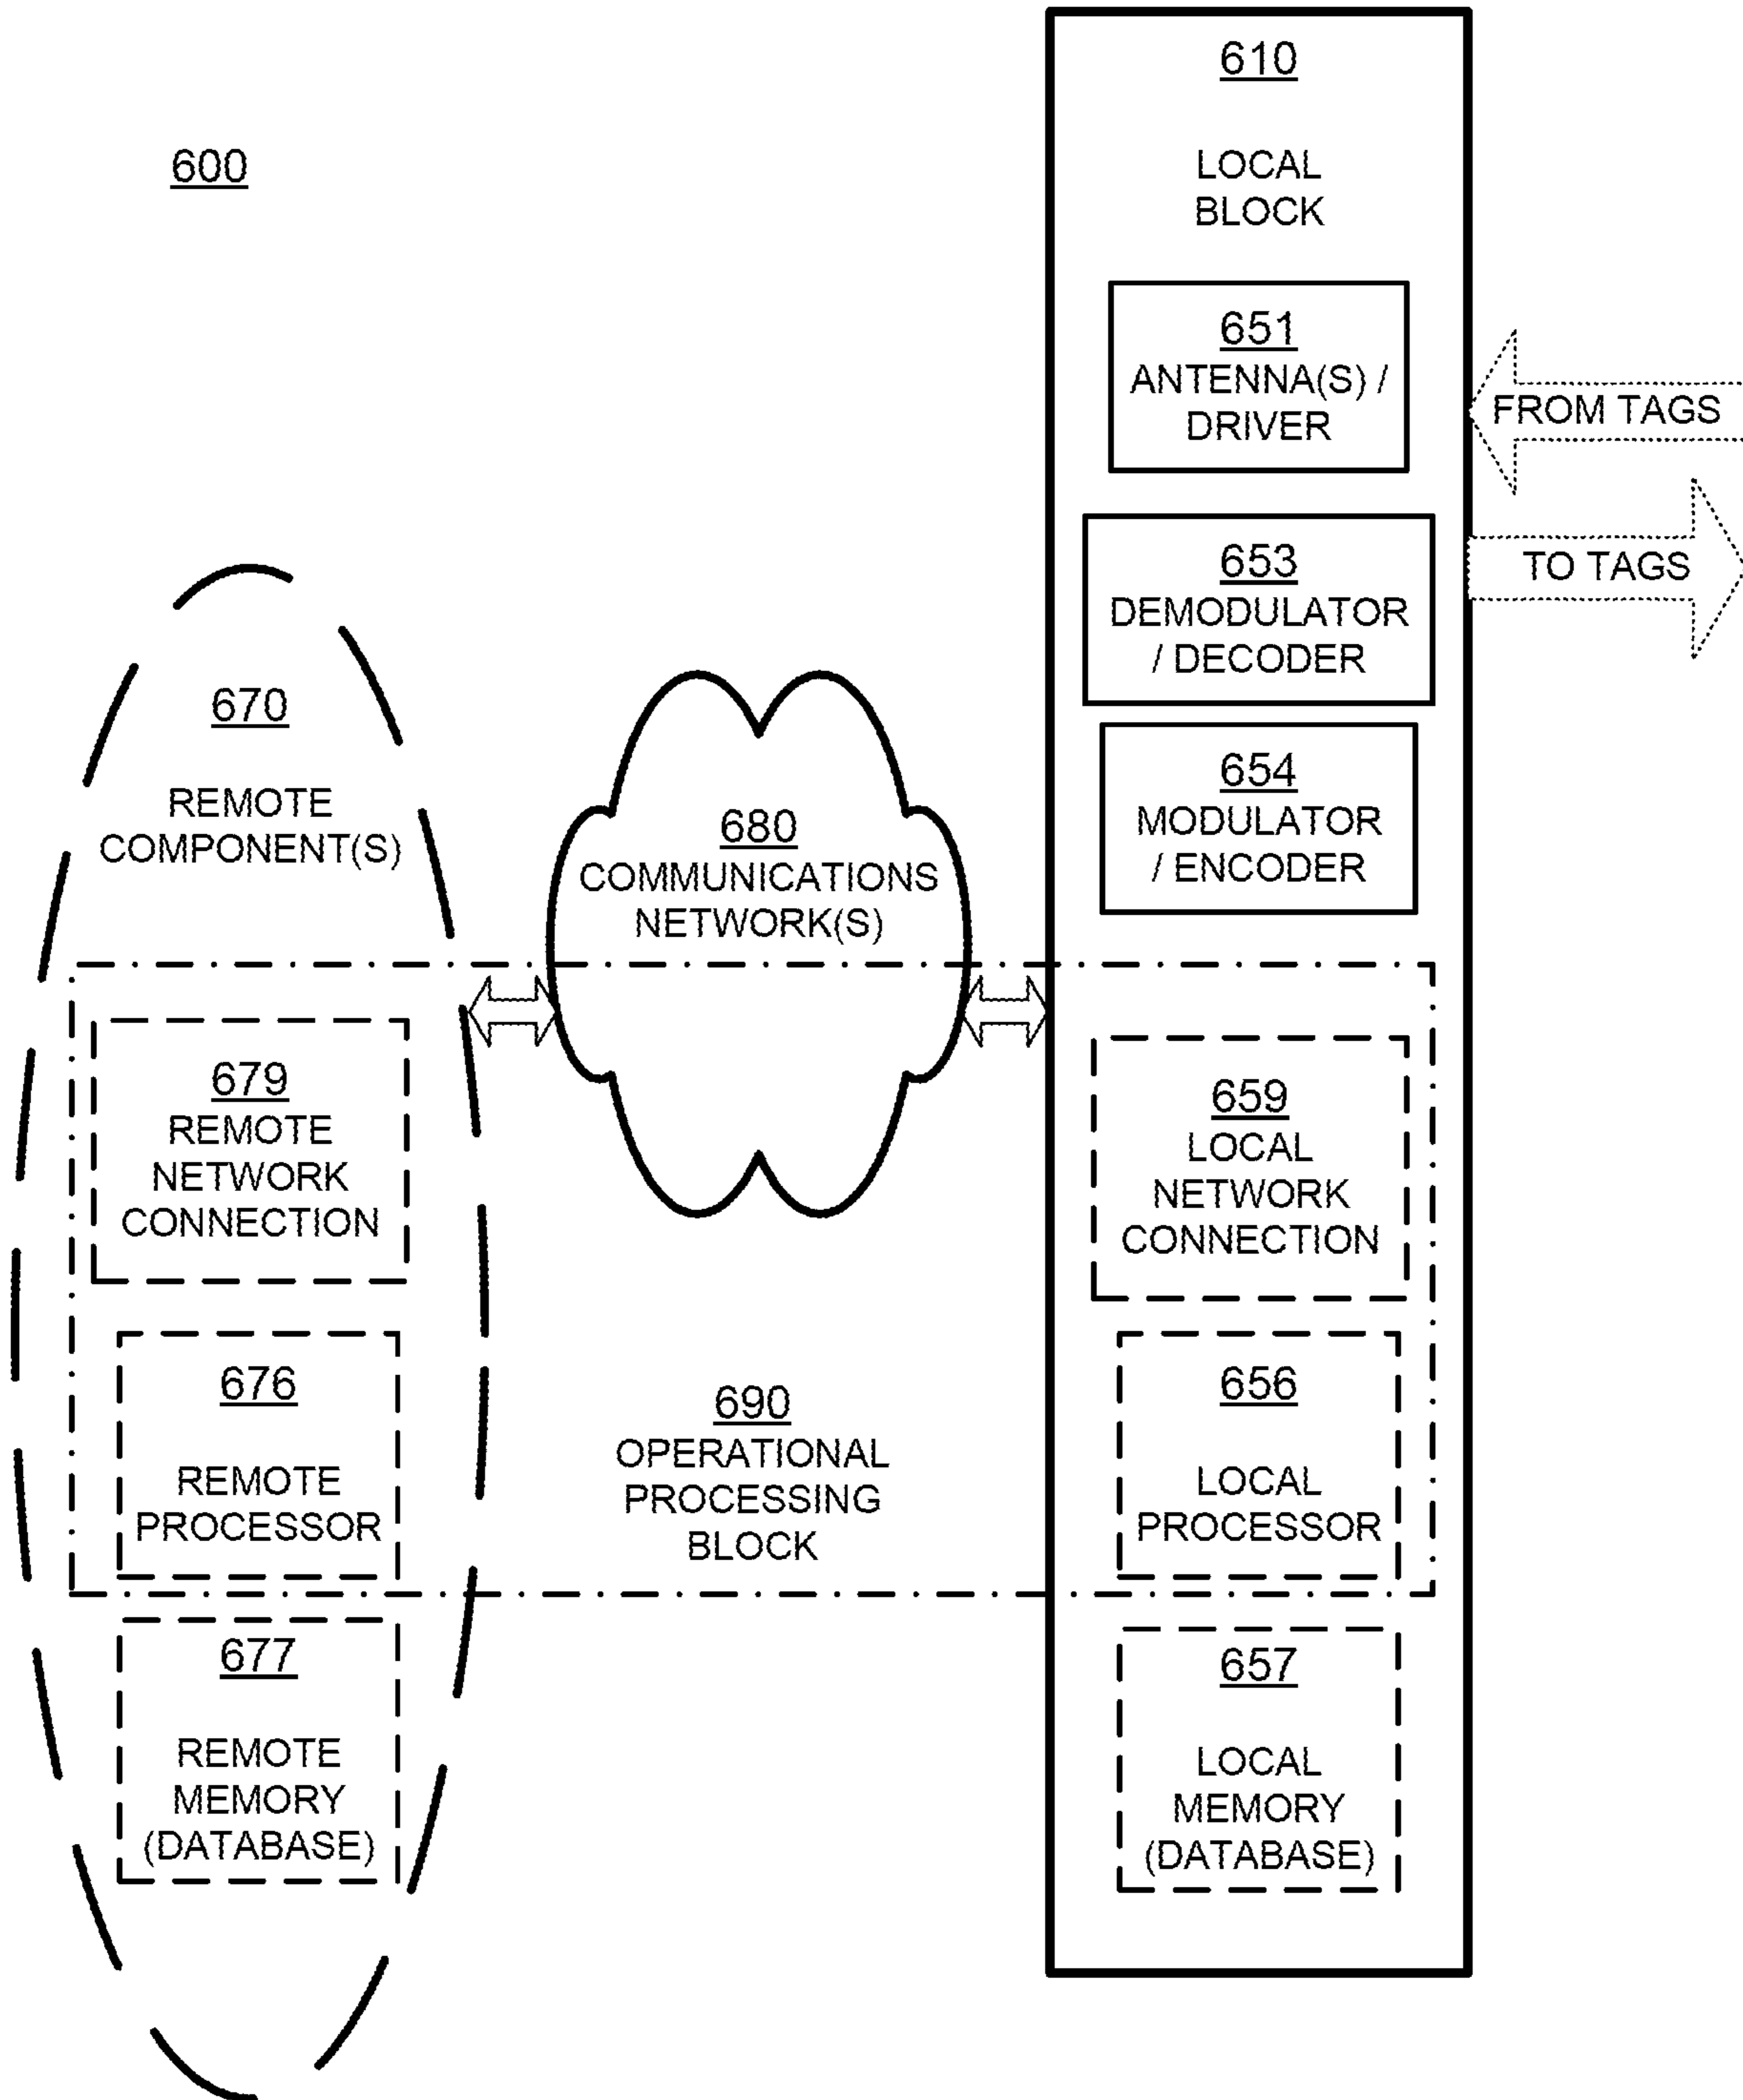 600
610
LOCAL
BLOCK
651
ANTENNA(S) /
DRIVER
FROM TAGS
653
DEMODULATOR
/ DECODER
TO TAGS
654
MODULATOR
/ ENCODER
670
REMOTE
COMPONENT(S)
680
COMMUNICATIONS
NETWORK(S)
679
REMOTE
NETWORK
CONNECTION
659
LOCAL
NETWORK
CONNECTION
676
REMOTE
PROCESSOR
690
OPERATIONAL
PROCESSING
BLOCK
656
LOCAL
PROCESSOR
677
REMOTE
MEMORY
(DATABASE)
657
LOCAL
MEMORY
(DATABASE)